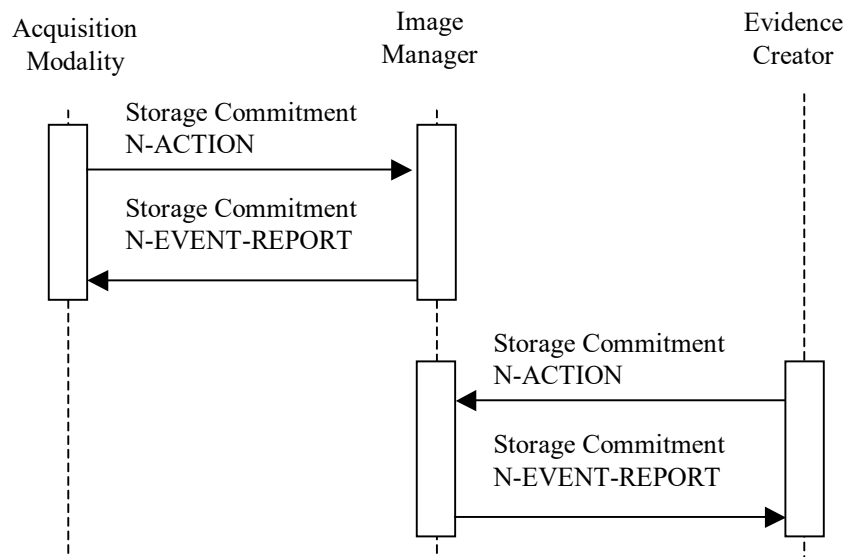 Acquisition
Modality
Image
Manager
Evidence
Creator
Storage Commitment
N-ACTION
Storage Commitment
N-EVENT-REPORT
Storage Commitment
N-ACTION
Storage Commitment
N-EVENT-REPORT